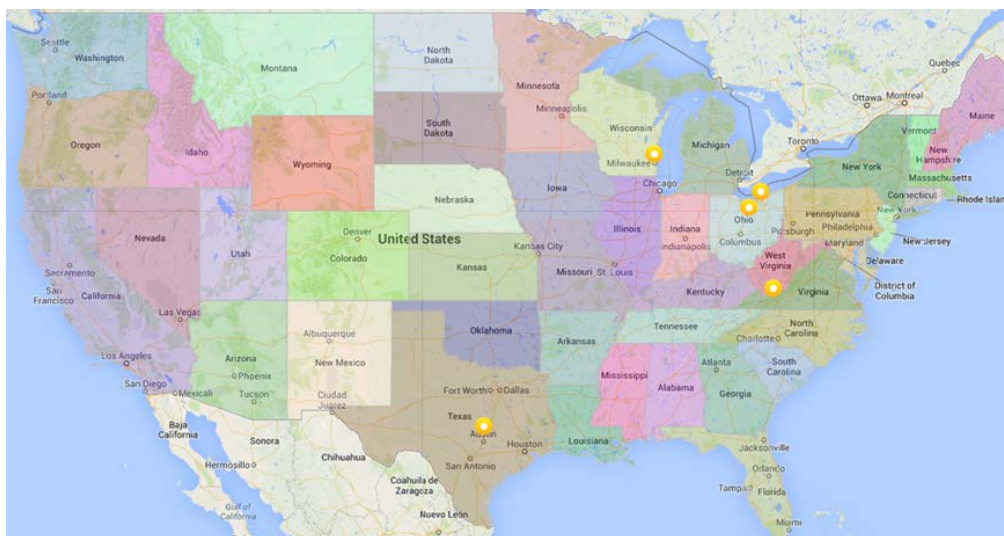 Seattle
Washington
Portland
Oregon
Idaho
Montana
Wyoming
North
Dakota
South
Dakota
Nebraska
Minnesota
Minneapolis
Wisconsin
Milwaukee
Michigan
Detroit
Chicago
Iowa
Illinois
Indiana
Indianapolis
Ohio
Columbus
Toronto
Ottawa
Montreal
Quebec
Maine
Vermont
New
Hampshire
Massachusetts
Connecticut
Rhode Islan
New York
New York
Pennsylvania
Pittsburgh
Philadelphia
Maryland
New Jersey
Delaware
District of
Columbia
West
Virginia
Virginia
Kentucky
Nevada
Utah
Denver
Colorado
United States
Kansas
Kansas City
Missouri
St. Louis
Sacramento
San
Francisco
California
Las Vegas
Los Angeles
San Diego
Mexicali
Arizona
Phoenix
Tucson
Albuquerque
New Mexico
Ciudad
Juarez
Oklahoma
Arkansas
Tennessee
North
Carolina
Charlotte
South
Carolina
Atlanta
Georgia
Alabama
Mississippi
Louisiana
Fort Worth
Dallas
Texas
Austin
Houston
San Antonio
Jacksonville
Orlando
Tampa
Florida
Miami
Baja
California
Sonora
Hermosillo
Chihuahua
Coahuila de
Zaragoza
Nuevo León
Gulf of
California